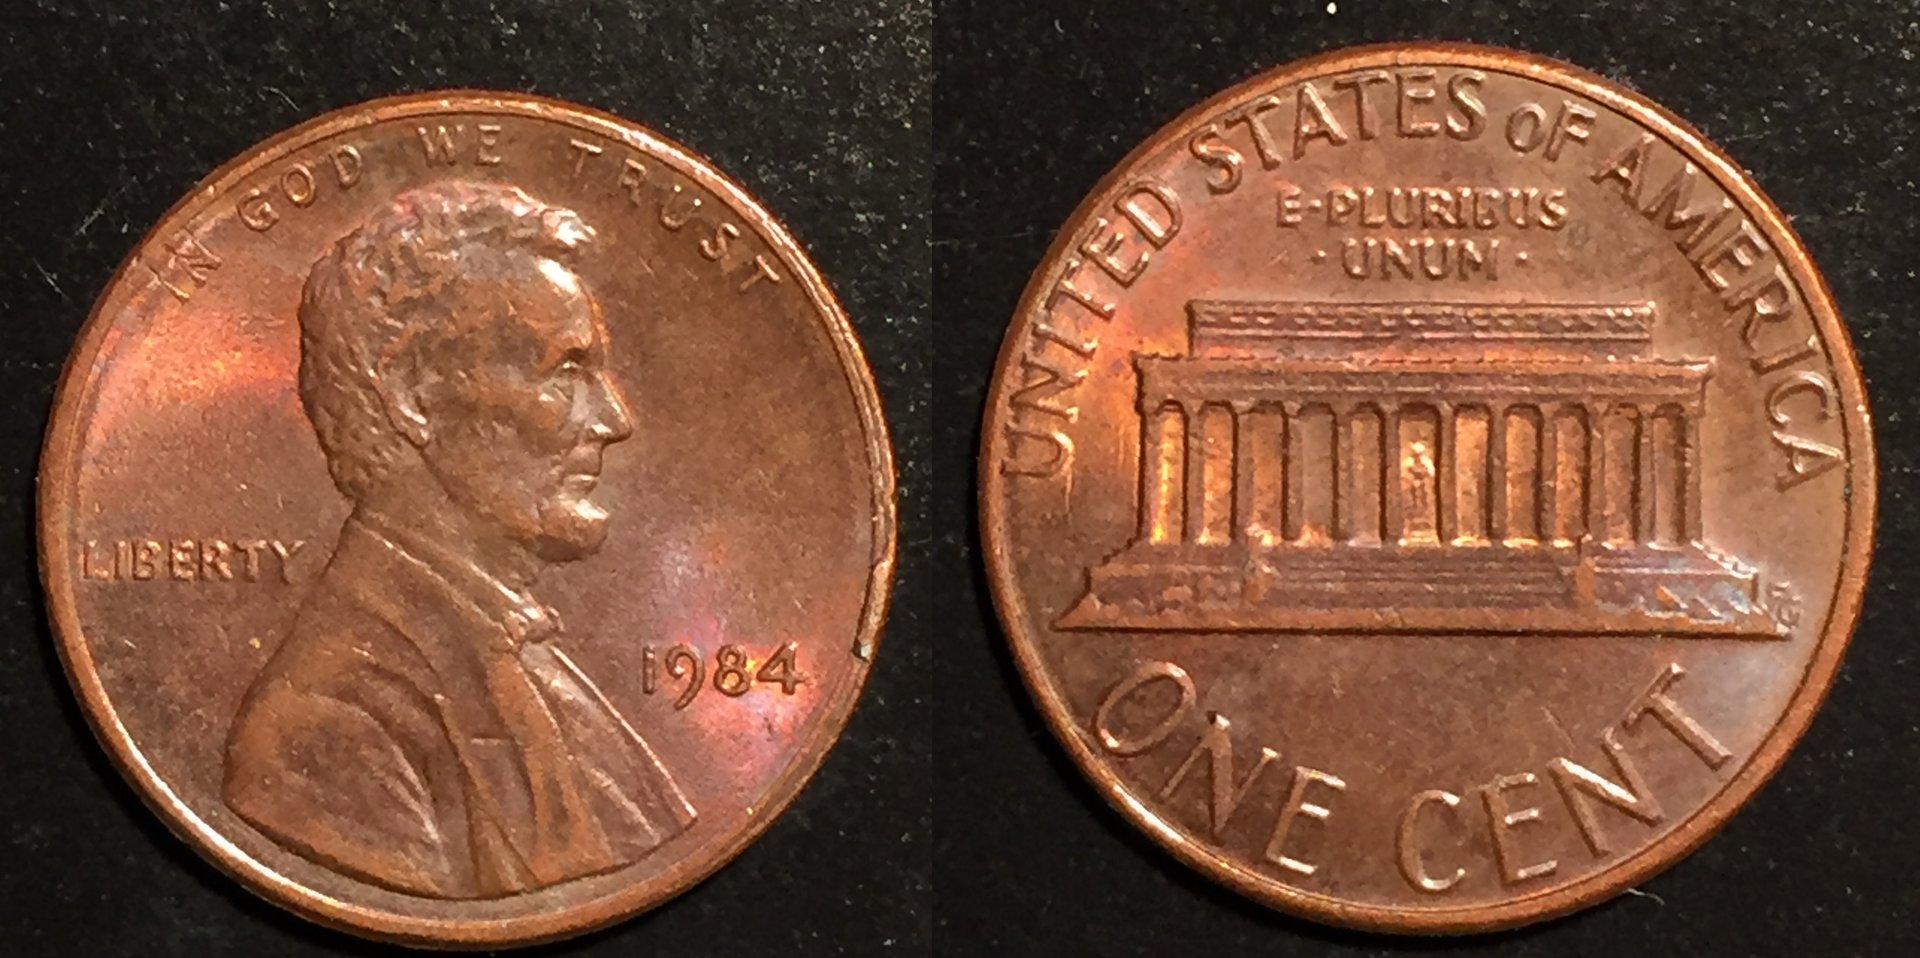 IN GOD WE TRUST
LIBERTY
1984
UNITED STATES OF AMERICA
E·PLURIBUS
·UNUM·
ONE CENT